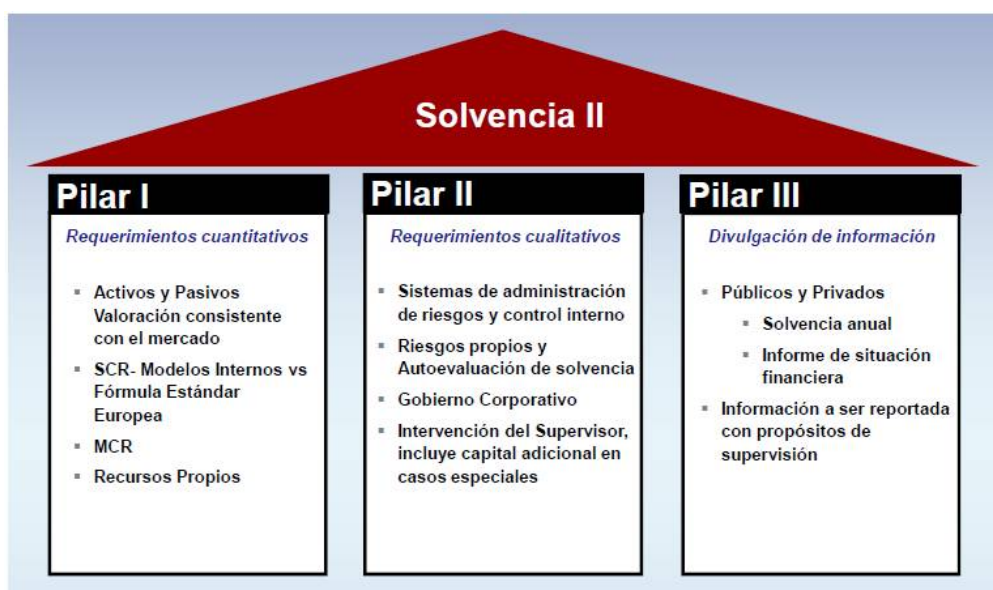 Solvencia II
Pilar I
Requerimientos cuantitativos
▪ Activos y Pasivos
Valoración consistente
con el mercado
▪ SCR- Modelos Internos vs
Fórmula Estándar
Europea
▪ MCR
▪ Recursos Propios
Pilar II
Requerimientos cualitativos
▪ Sistemas de administración
de riesgos y control interno
▪ Riesgos propios y
Autoevaluación de solvencia
▪ Gobierno Corporativo
▪ Intervención del Supervisor,
incluye capital adicional en
casos especiales
Pilar III
Divulgación de información
▪ Públicos y Privados
▪ Solvencia anual
▪ Informe de situación
financiera
▪ Información a ser reportada
con propósitos de
supervisión